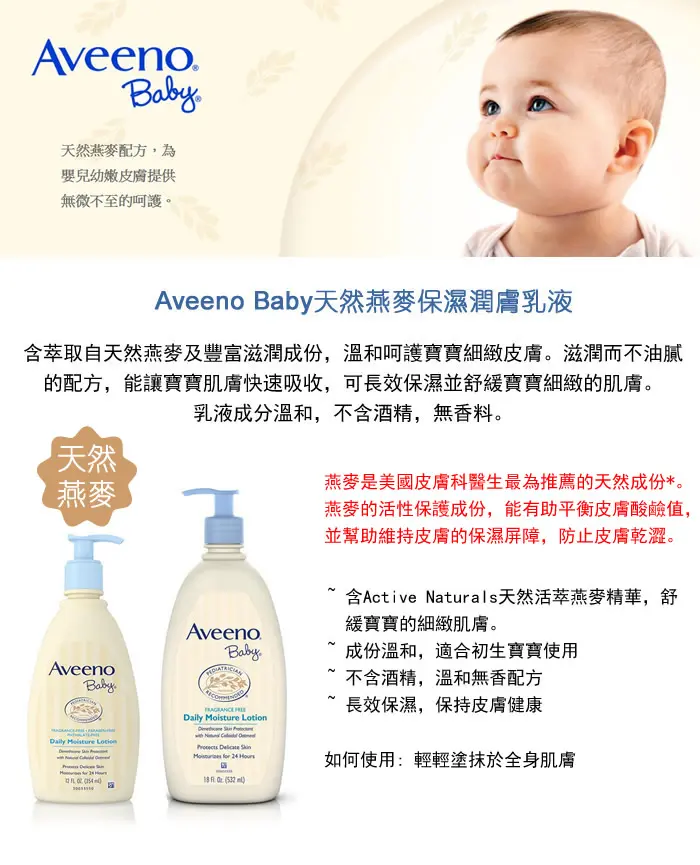 Aveeno®
Baby®
天然燕麥配方，為
嬰兒幼嫩皮膚提供
無微不至的呵護。
Aveeno Baby天然燕麥保濕潤膚乳液
含萃取自天然燕麥及豐富滋潤成份，溫和呵護寶寶細緻皮膚。滋潤而不油膩
的配方，能讓寶寶肌膚快速吸收，可長效保濕並舒緩寶寶細緻的肌膚。
乳液成分溫和，不含酒精，無香料。
天然
燕麥
燕麥是美國皮膚科醫生最為推薦的天然成份*。
燕麥的活性保護成份，能有助平衡皮膚酸鹼值，
並幫助維持皮膚的保濕屏障，防止皮膚乾澀。
~ 含Active Naturals天然活萃燕麥精華，舒
緩寶寶的細緻肌膚。
~ 成份溫和，適合初生寶寶使用
~ 不含酒精，溫和無香配方
~ 長效保濕，保持皮膚健康
如何使用: 輕輕塗抹於全身肌膚
Aveeno
Baby
Daily Moisture Lotion
Dimethicone Skin Protectant
with Natural Colloidal Oatmeal
Protects Delicate Skin
Moisturizes for 24 Hours
12 FL OZ. (354 ml)
Aveeno
Baby
PEDIATRICIAN
RECOMMENDED
FRAGRANCE FREE
Daily Moisture Lotion
Dimethicone Skin Protectant
with Natural Colloidal Oatmeal
Protects Delicate Skin
Moisturizes for 24 Hours
18 Fl. Oz. (532 ml)